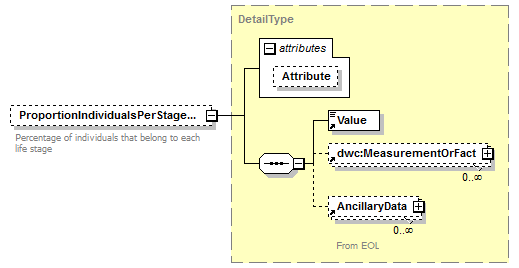 DetailType
attributes
Attribute
ProportionIndividualsPerStage...
Percentage of individuals that belong to each
life stage
Value
dwc:MeasurementOrFact
0..∞
AncillaryData
0..∞
From EOL